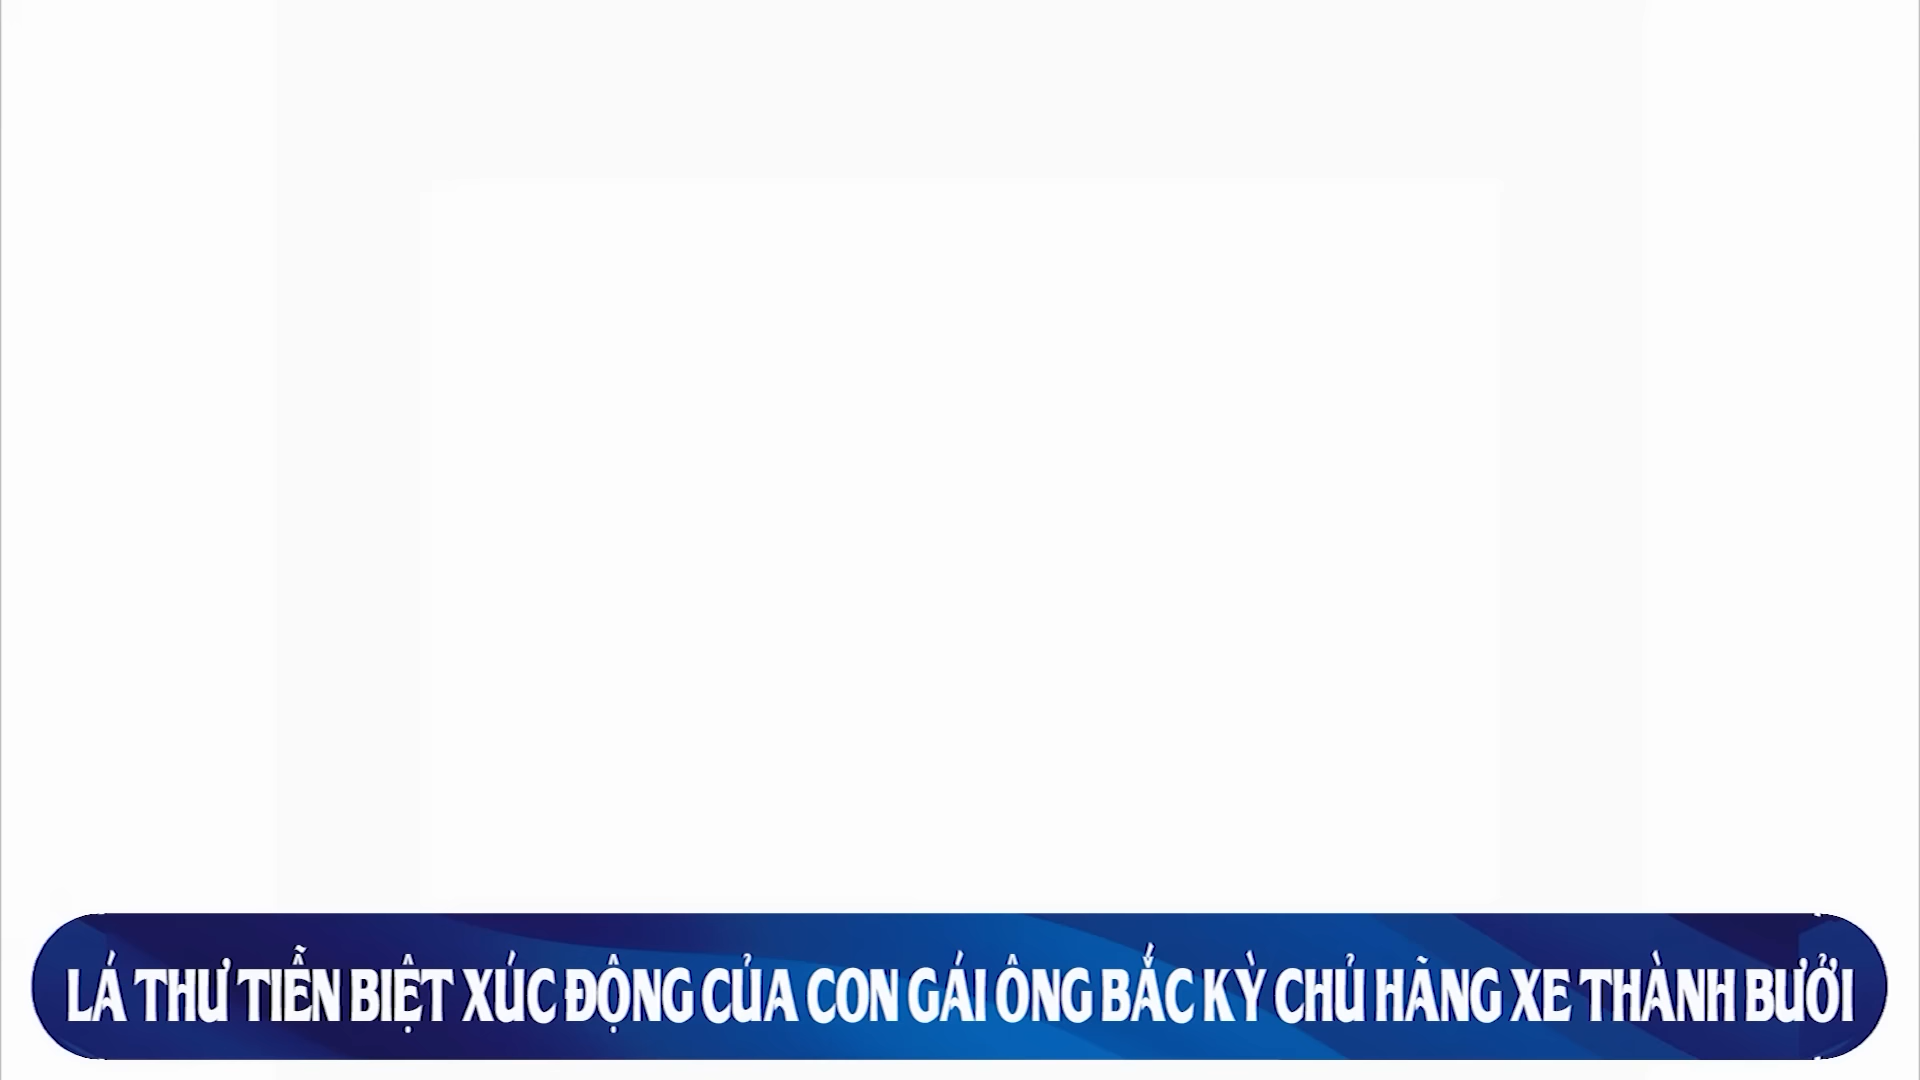 LÁ THƯ TIỄN BIỆT XÚC ĐỘNG CỦA CON GÁI ÔNG BẮC KỲ CHỦ HÃNG XE THÀNH BƯỞI